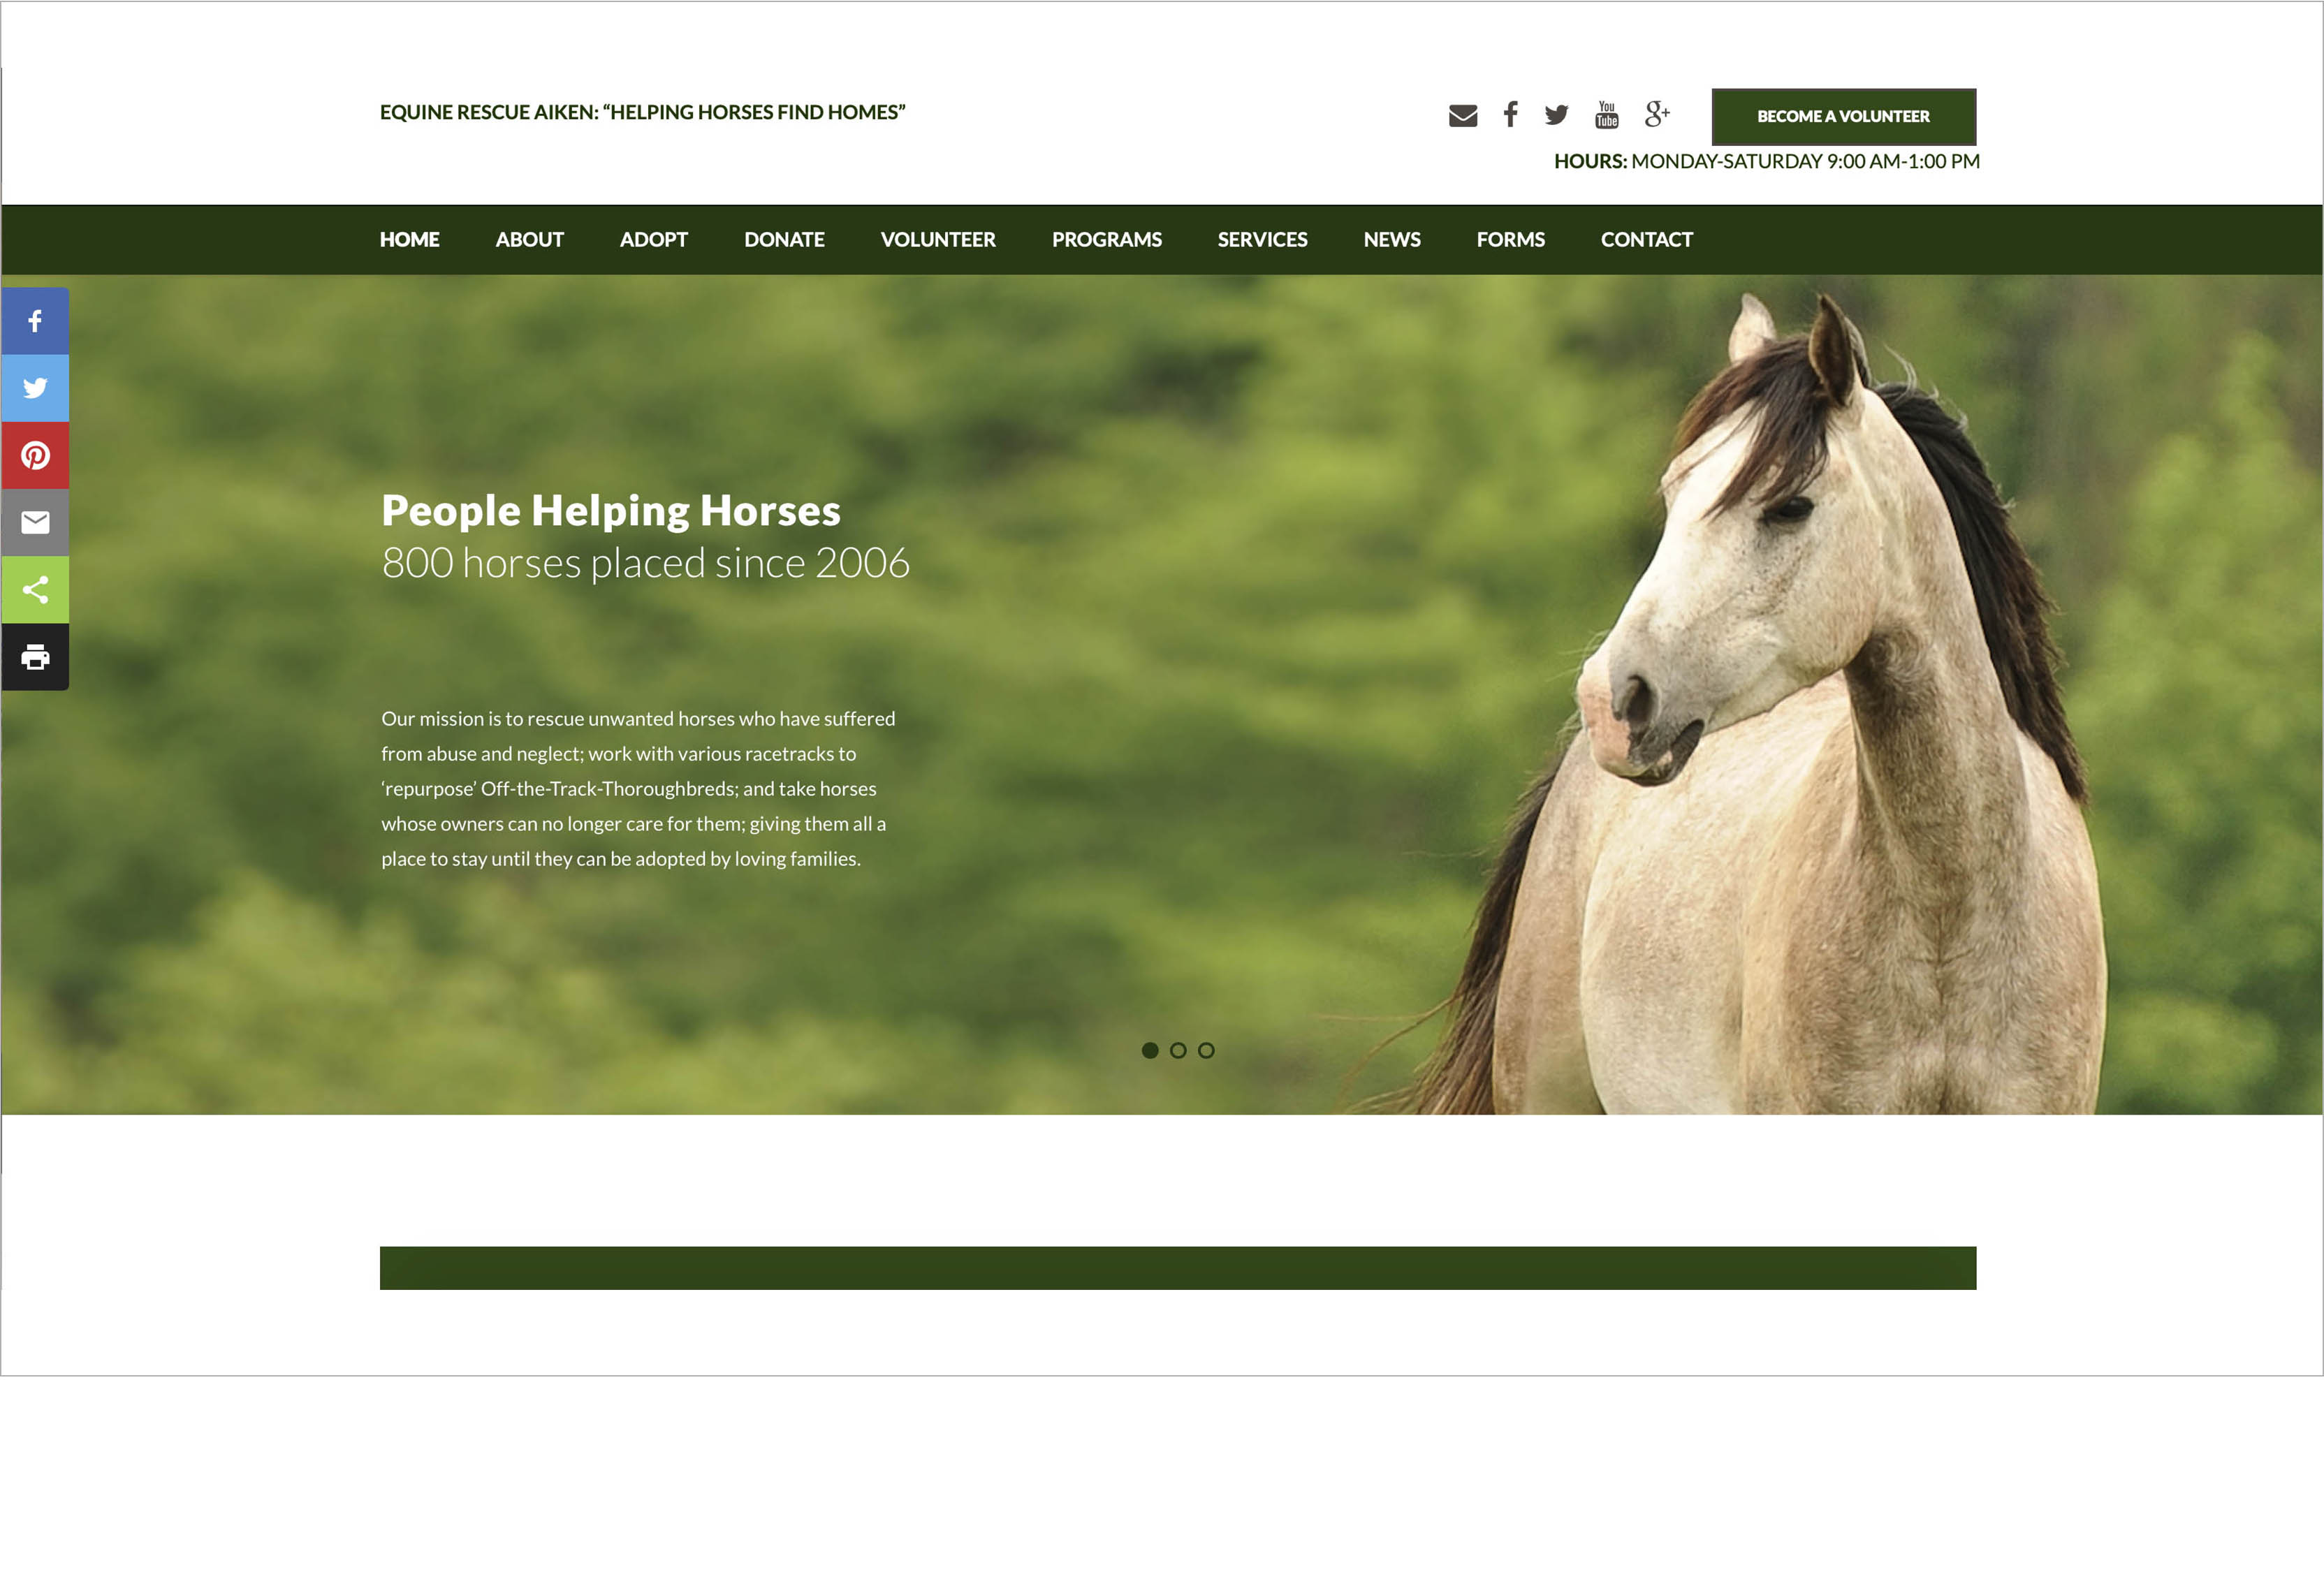 EQUINE RESCUE AIKEN: “HELPING HORSES FIND HOMES”
You
Tube
g+
BECOME A VOLUNTEER
HOURS: MONDAY-SATURDAY 9:00 AM-1:00 PM
HOME ABOUT ADOPT DONATE VOLUNTEER PROGRAMS SERVICES NEWS FORMS CONTACT
People Helping Horses
800 horses placed since 2006
Our mission is to rescue unwanted horses who have suffered
from abuse and neglect; work with various racetracks to
‘repurpose’ Off-the-Track-Thoroughbreds; and take horses
whose owners can no longer care for them; giving them all a
place to stay until they can be adopted by loving families.